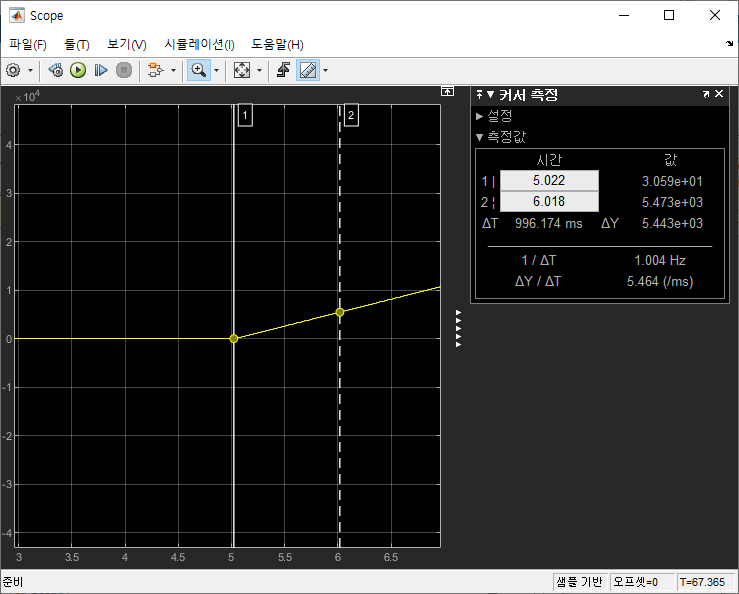 Scope
파일(F) 툴(T) 보기(V) 시뮬레이션(I) 도움말(H)
×10^4
1 2
4
3
2
1
0
-1
-2
-3
-4
3 3.5 4 4.5 5 5.5 6 6.5
커서 측정
설정
측정값
시간 값
1 | 5.022 3.059e+01
2 ¦ 6.018 5.473e+03
ΔT 996.174 ms ΔY 5.443e+03
1 / ΔT 1.004 Hz
ΔY / ΔT 5.464 (/ms)
준비 샘플 기반 오프셋=0 T=67.365